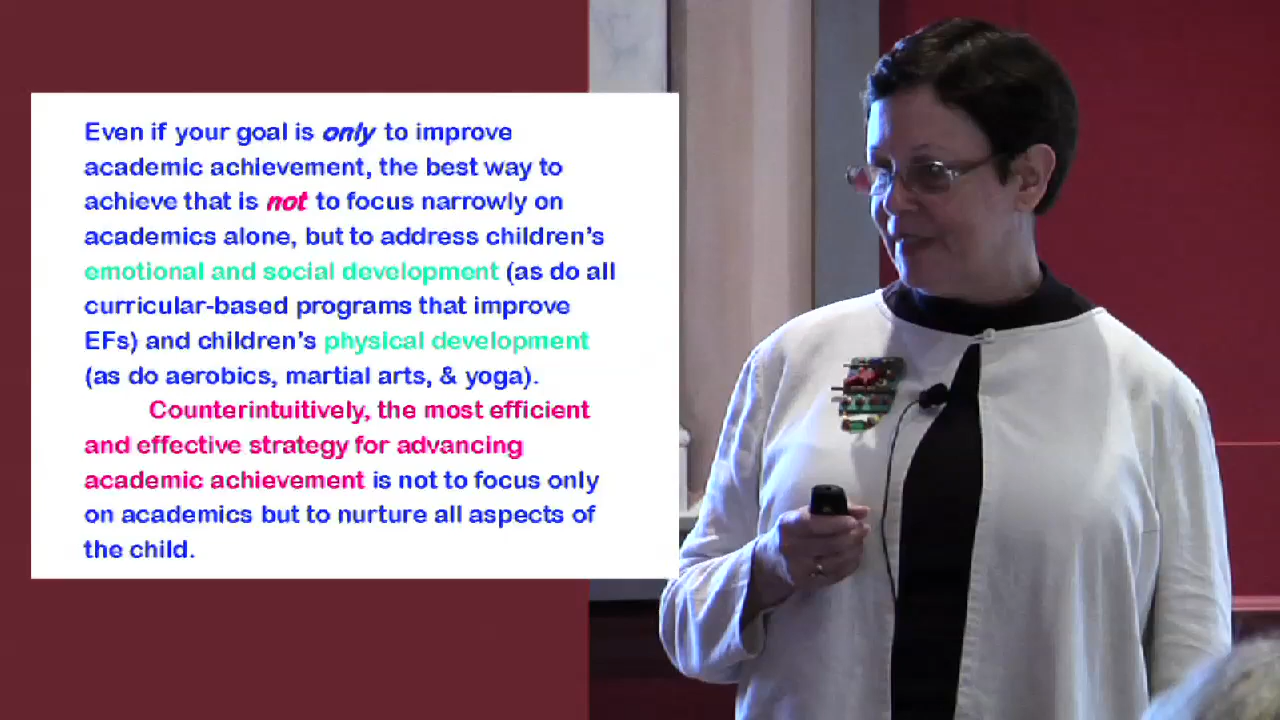 Even if your goal is only to improve
academic achievement, the best way to
achieve that is not to focus narrowly on
academics alone, but to address children's
emotional and social development (as do all
curricular-based programs that improve
EFs) and children's physical development
(as do aerobics, martial arts, & yoga).
Counterintuitively, the most efficient
and effective strategy for advancing
academic achievement is not to focus only
on academics but to nurture all aspects of
the child.